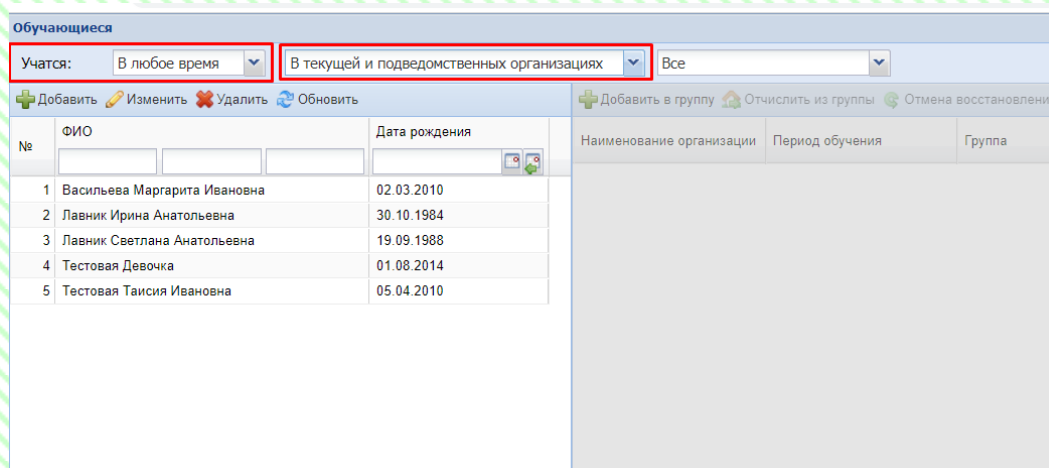 Обучающиеся
Учатся: В любое время В текущей и подведомственных организациях Все
Добавить Изменить Удалить Обновить Добавить в группу Отчислить из группы Отмена
№ ФИО Дата рождения Наименование организации Период обучения Группа
1 Васильева Маргарита Ивановна 02.03.2010
2 Лавник Ирина Анатольевна 30.10.1984
3 Лавник Светлана Анатольевна 19.09.1988
4 Тестовая Девочка 01.08.2014
5 Тестовая Таисия Ивановна 05.04.2010